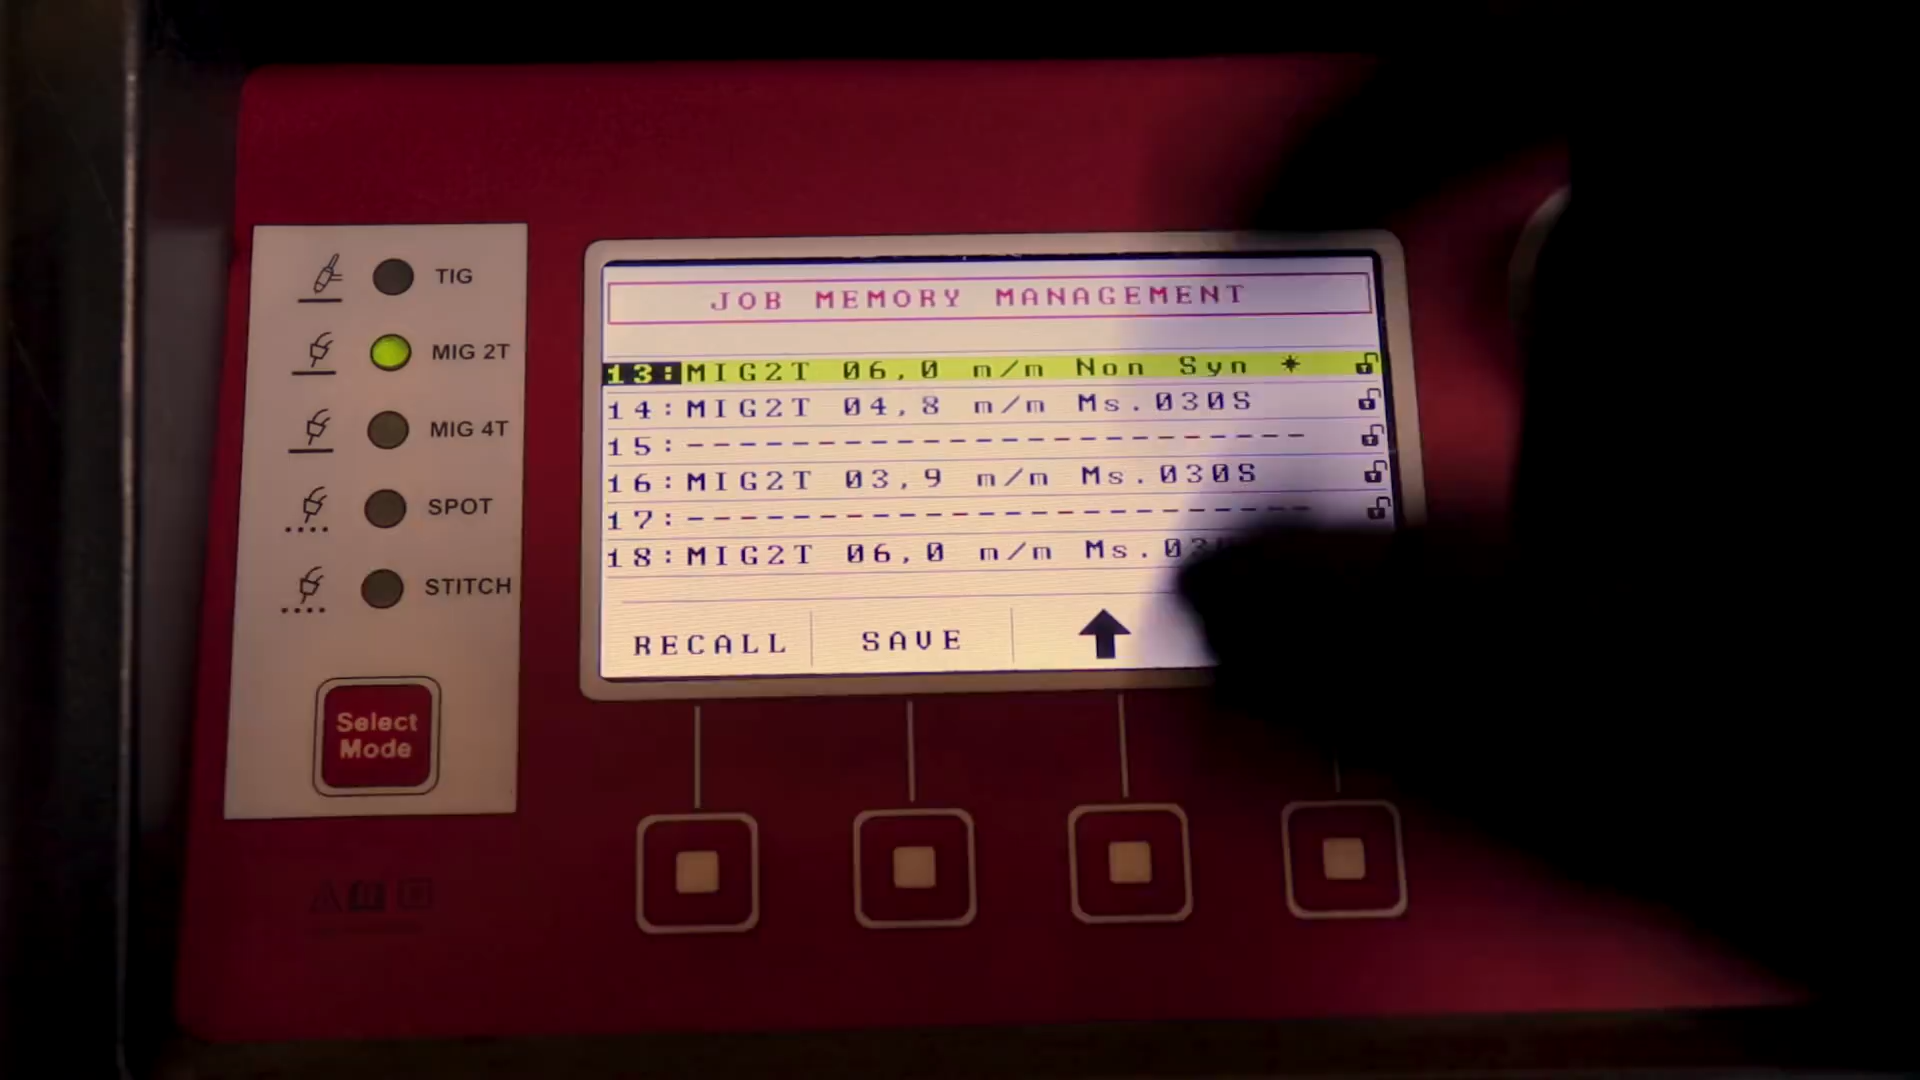 TIG
MIG 2T
MIG 4T
SPOT
STITCH
Select
Mode
JOB MEMORY MANAGEMENT
13:MIG2T 06,0 m/m Non Syn
14:MIG2T 04,8 m/m Ms.030S
15:-----------------------
16:MIG2T 03,9 m/m Ms.030S
17:-----------------------
18:MIG2T 06,0 m/m
RECALL SAVE